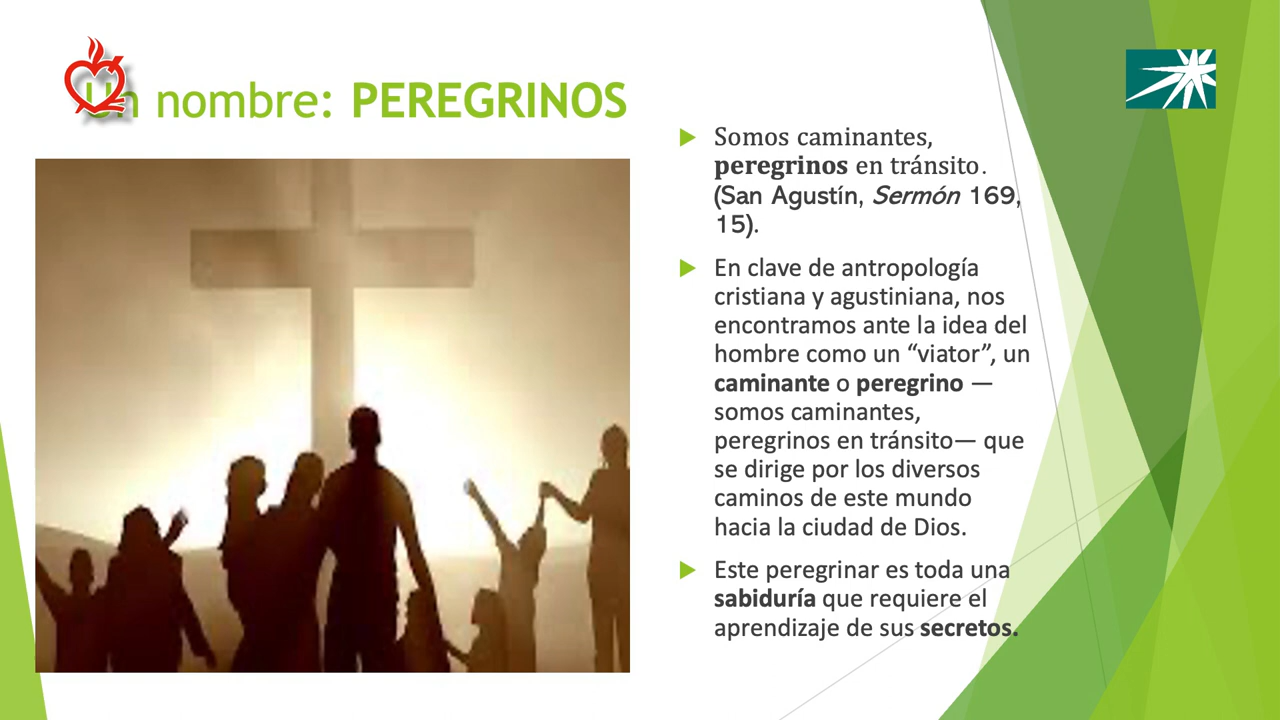 Un nombre: PEREGRINOS
Somos caminantes,
peregrinos en tránsito.
(San Agustín, Sermón 169,
15).
En clave de antropología
cristiana y agustiniana, nos
encontramos ante la idea del
hombre como un “viator”, un
caminante o peregrino —
somos caminantes,
peregrinos en tránsito— que
se dirige por los diversos
caminos de este mundo
hacia la ciudad de Dios.
Este peregrinar es toda una
sabiduría que requiere el
aprendizaje de sus secretos.